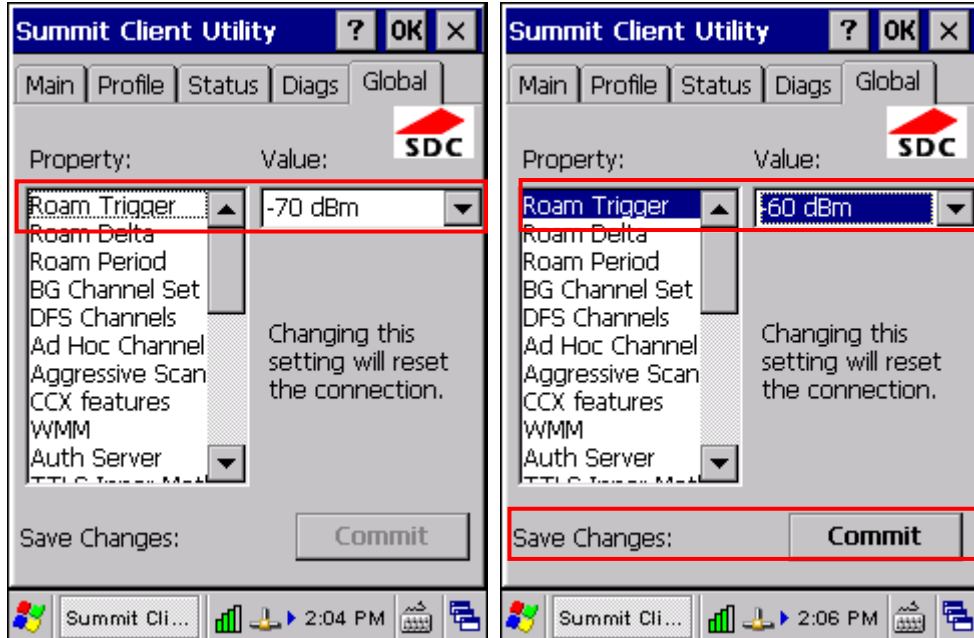 Summit Client Utility ? OK ×
Main Profile Status Diags Global
SDC
Property: Value:
Roam Trigger -70 dBm
Roam Delta
Roam Period
BG Channel Set
DFS Channels
Ad Hoc Channel
Aggressive Scan
CCX features
WMM
Auth Server
Changing this
setting will reset
the connection.
Save Changes: Commit
Summit Cli... 2:04 PM
Summit Client Utility ? OK ×
Main Profile Status Diags Global
SDC
Property: Value:
Roam Trigger -60 dBm
Roam Delta
Roam Period
BG Channel Set
DFS Channels
Ad Hoc Channel
Aggressive Scan
CCX features
WMM
Auth Server
Changing this
setting will reset
the connection.
Save Changes: Commit
Summit Cli... 2:06 PM